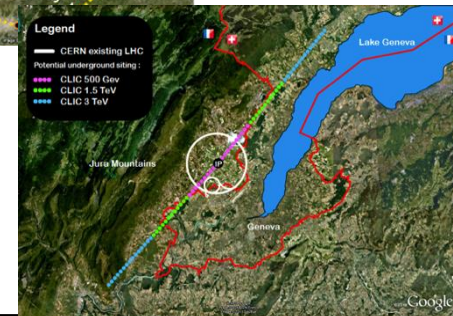 Legend
CERN existing LHC
Potential underground siting :
CLIC 500 Gev
CLIC 1.5 TeV
CLIC 3 TeV
Lake Geneva
Jura Mountains
IP
Geneva
Google